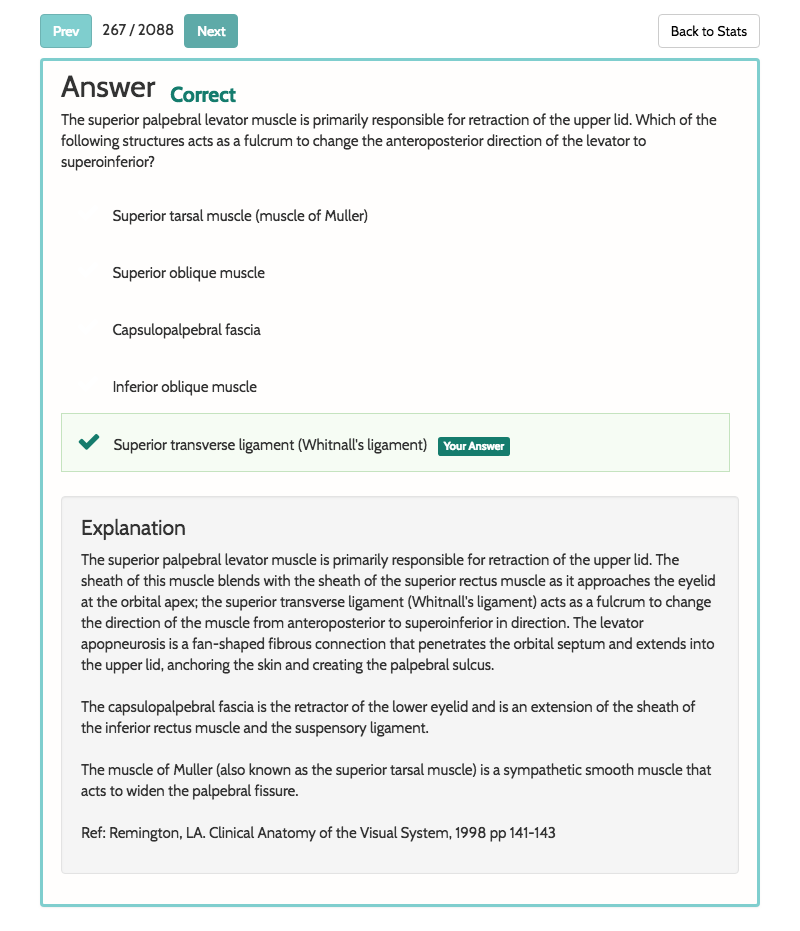 Prev 267 / 2088 Next Back to Stats
Answer Correct
The superior palpebral levator muscle is primarily responsible for retraction of the upper lid. Which of the
following structures acts as a fulcrum to change the anteroposterior direction of the levator to
superoinferior?
Superior tarsal muscle (muscle of Muller)
Superior oblique muscle
Capsulopalpebral fascia
Inferior oblique muscle
Superior transverse ligament (Whitnall's ligament) Your Answer
Explanation
The superior palpebral levator muscle is primarily responsible for retraction of the upper lid. The
sheath of this muscle blends with the sheath of the superior rectus muscle as it approaches the eyelid
at the orbital apex; the superior transverse ligament (Whitnall's ligament) acts as a fulcrum to change
the direction of the muscle from anteroposterior to superoinferior in direction. The levator
apopneurosis is a fan-shaped fibrous connection that penetrates the orbital septum and extends into
the upper lid, anchoring the skin and creating the palpebral sulcus.
The capsulopalpebral fascia is the retractor of the lower eyelid and is an extension of the sheath of
the inferior rectus muscle and the suspensory ligament.
The muscle of Muller (also known as the superior tarsal muscle) is a sympathetic smooth muscle that
acts to widen the palpebral fissure.
Ref: Remington, LA. Clinical Anatomy of the Visual System, 1998 pp 141-143